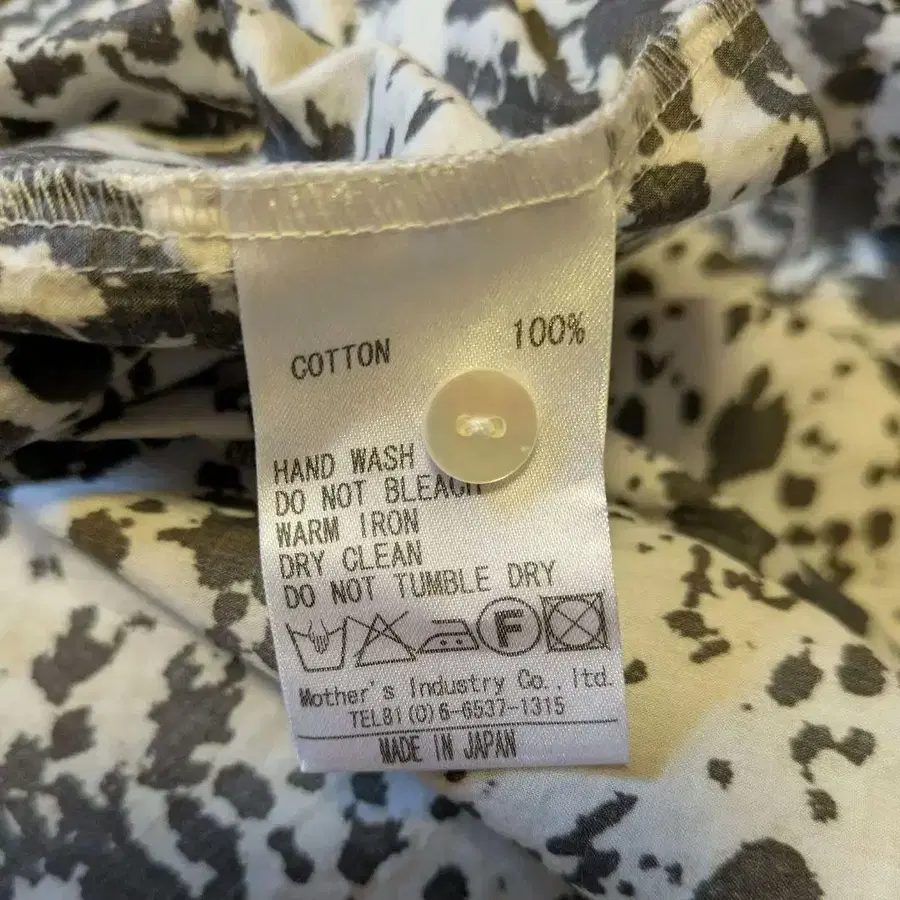 COTTON 100%
HAND WASH
DO NOT BLEACH
WARM IRON
DRY CLEAN
DO NOT TUMBLE DRY
F
Mother's Industry Co., ltd.
TEL81(0)6-6537-1315
MADE IN JAPAN